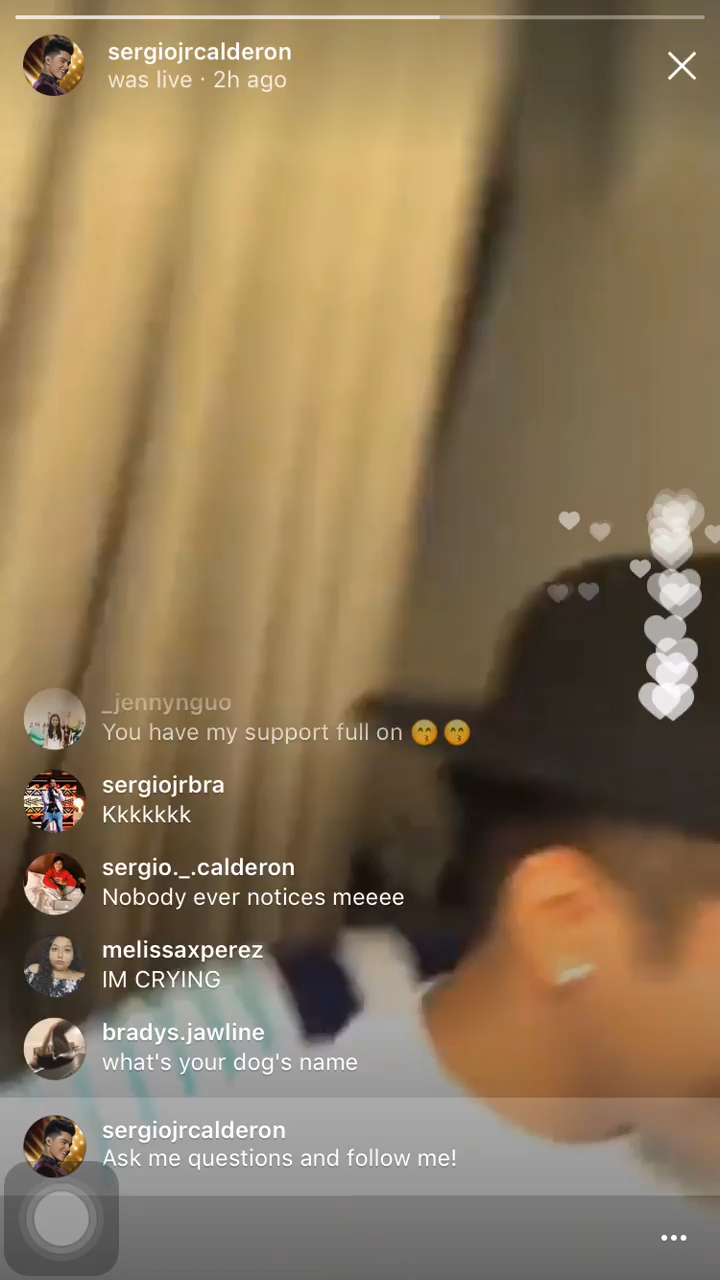 sergiojrcalderon
was live · 2h ago
_jennynguo
You have my support full on 😙😙
sergiojrbra
Kkkkkkk
sergio._.calderon
Nobody ever notices meeee
melissaxperez
IM CRYING
bradys.jawline
what's your dog's name
sergiojrcalderon
Ask me questions and follow me!